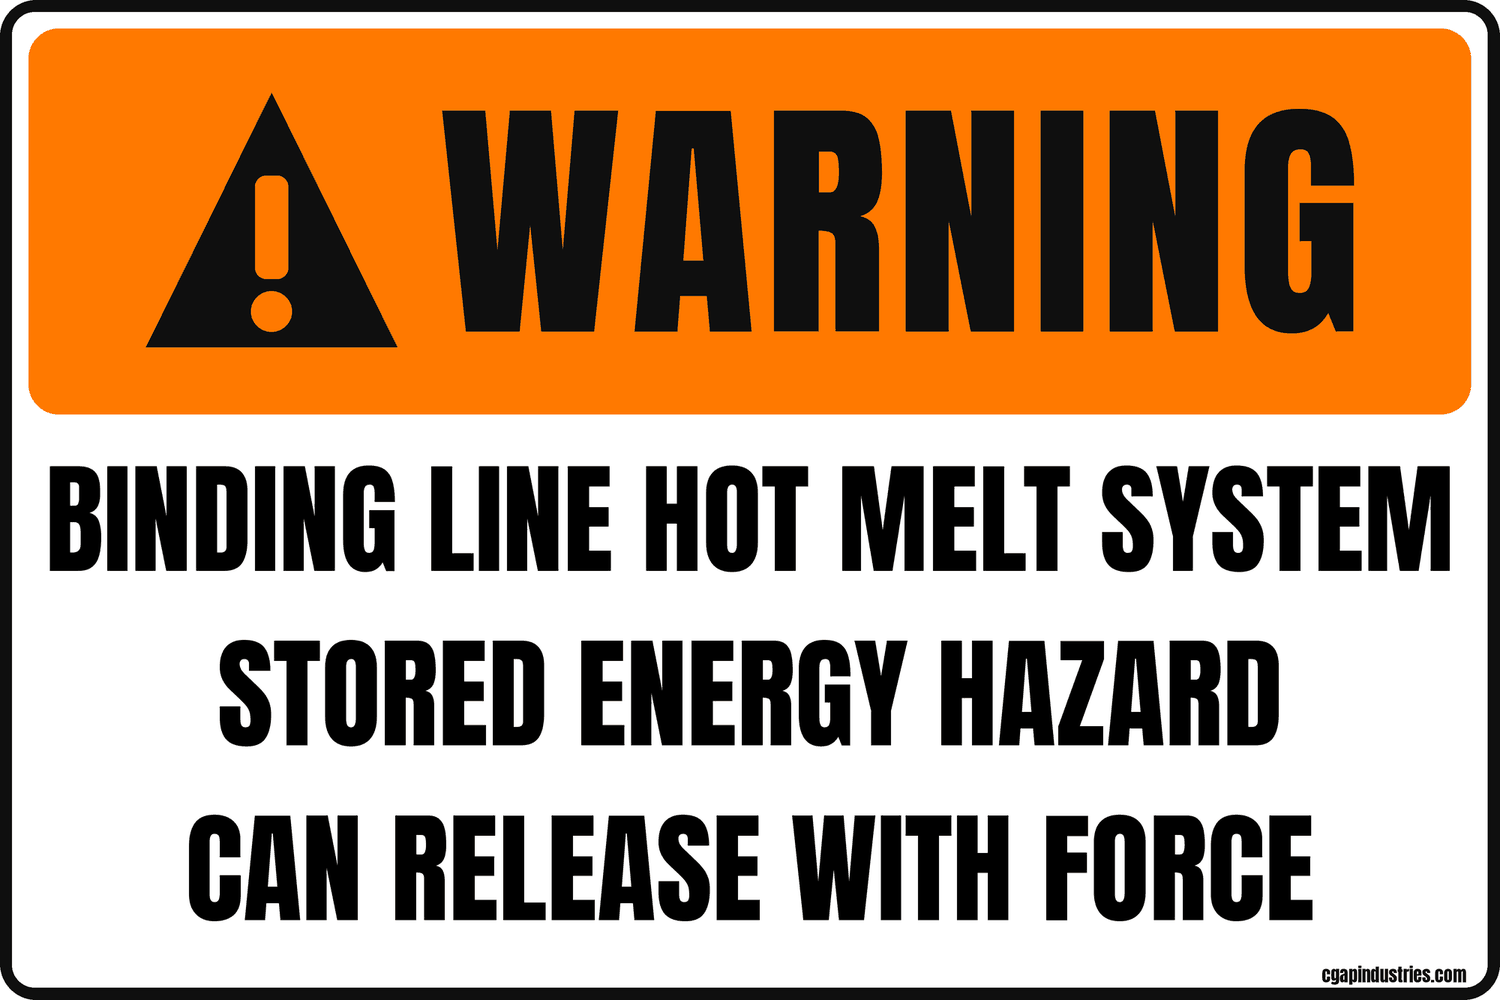 WARNING
BINDING LINE HOT MELT SYSTEM
STORED ENERGY HAZARD
CAN RELEASE WITH FORCE
cgapindustries.com